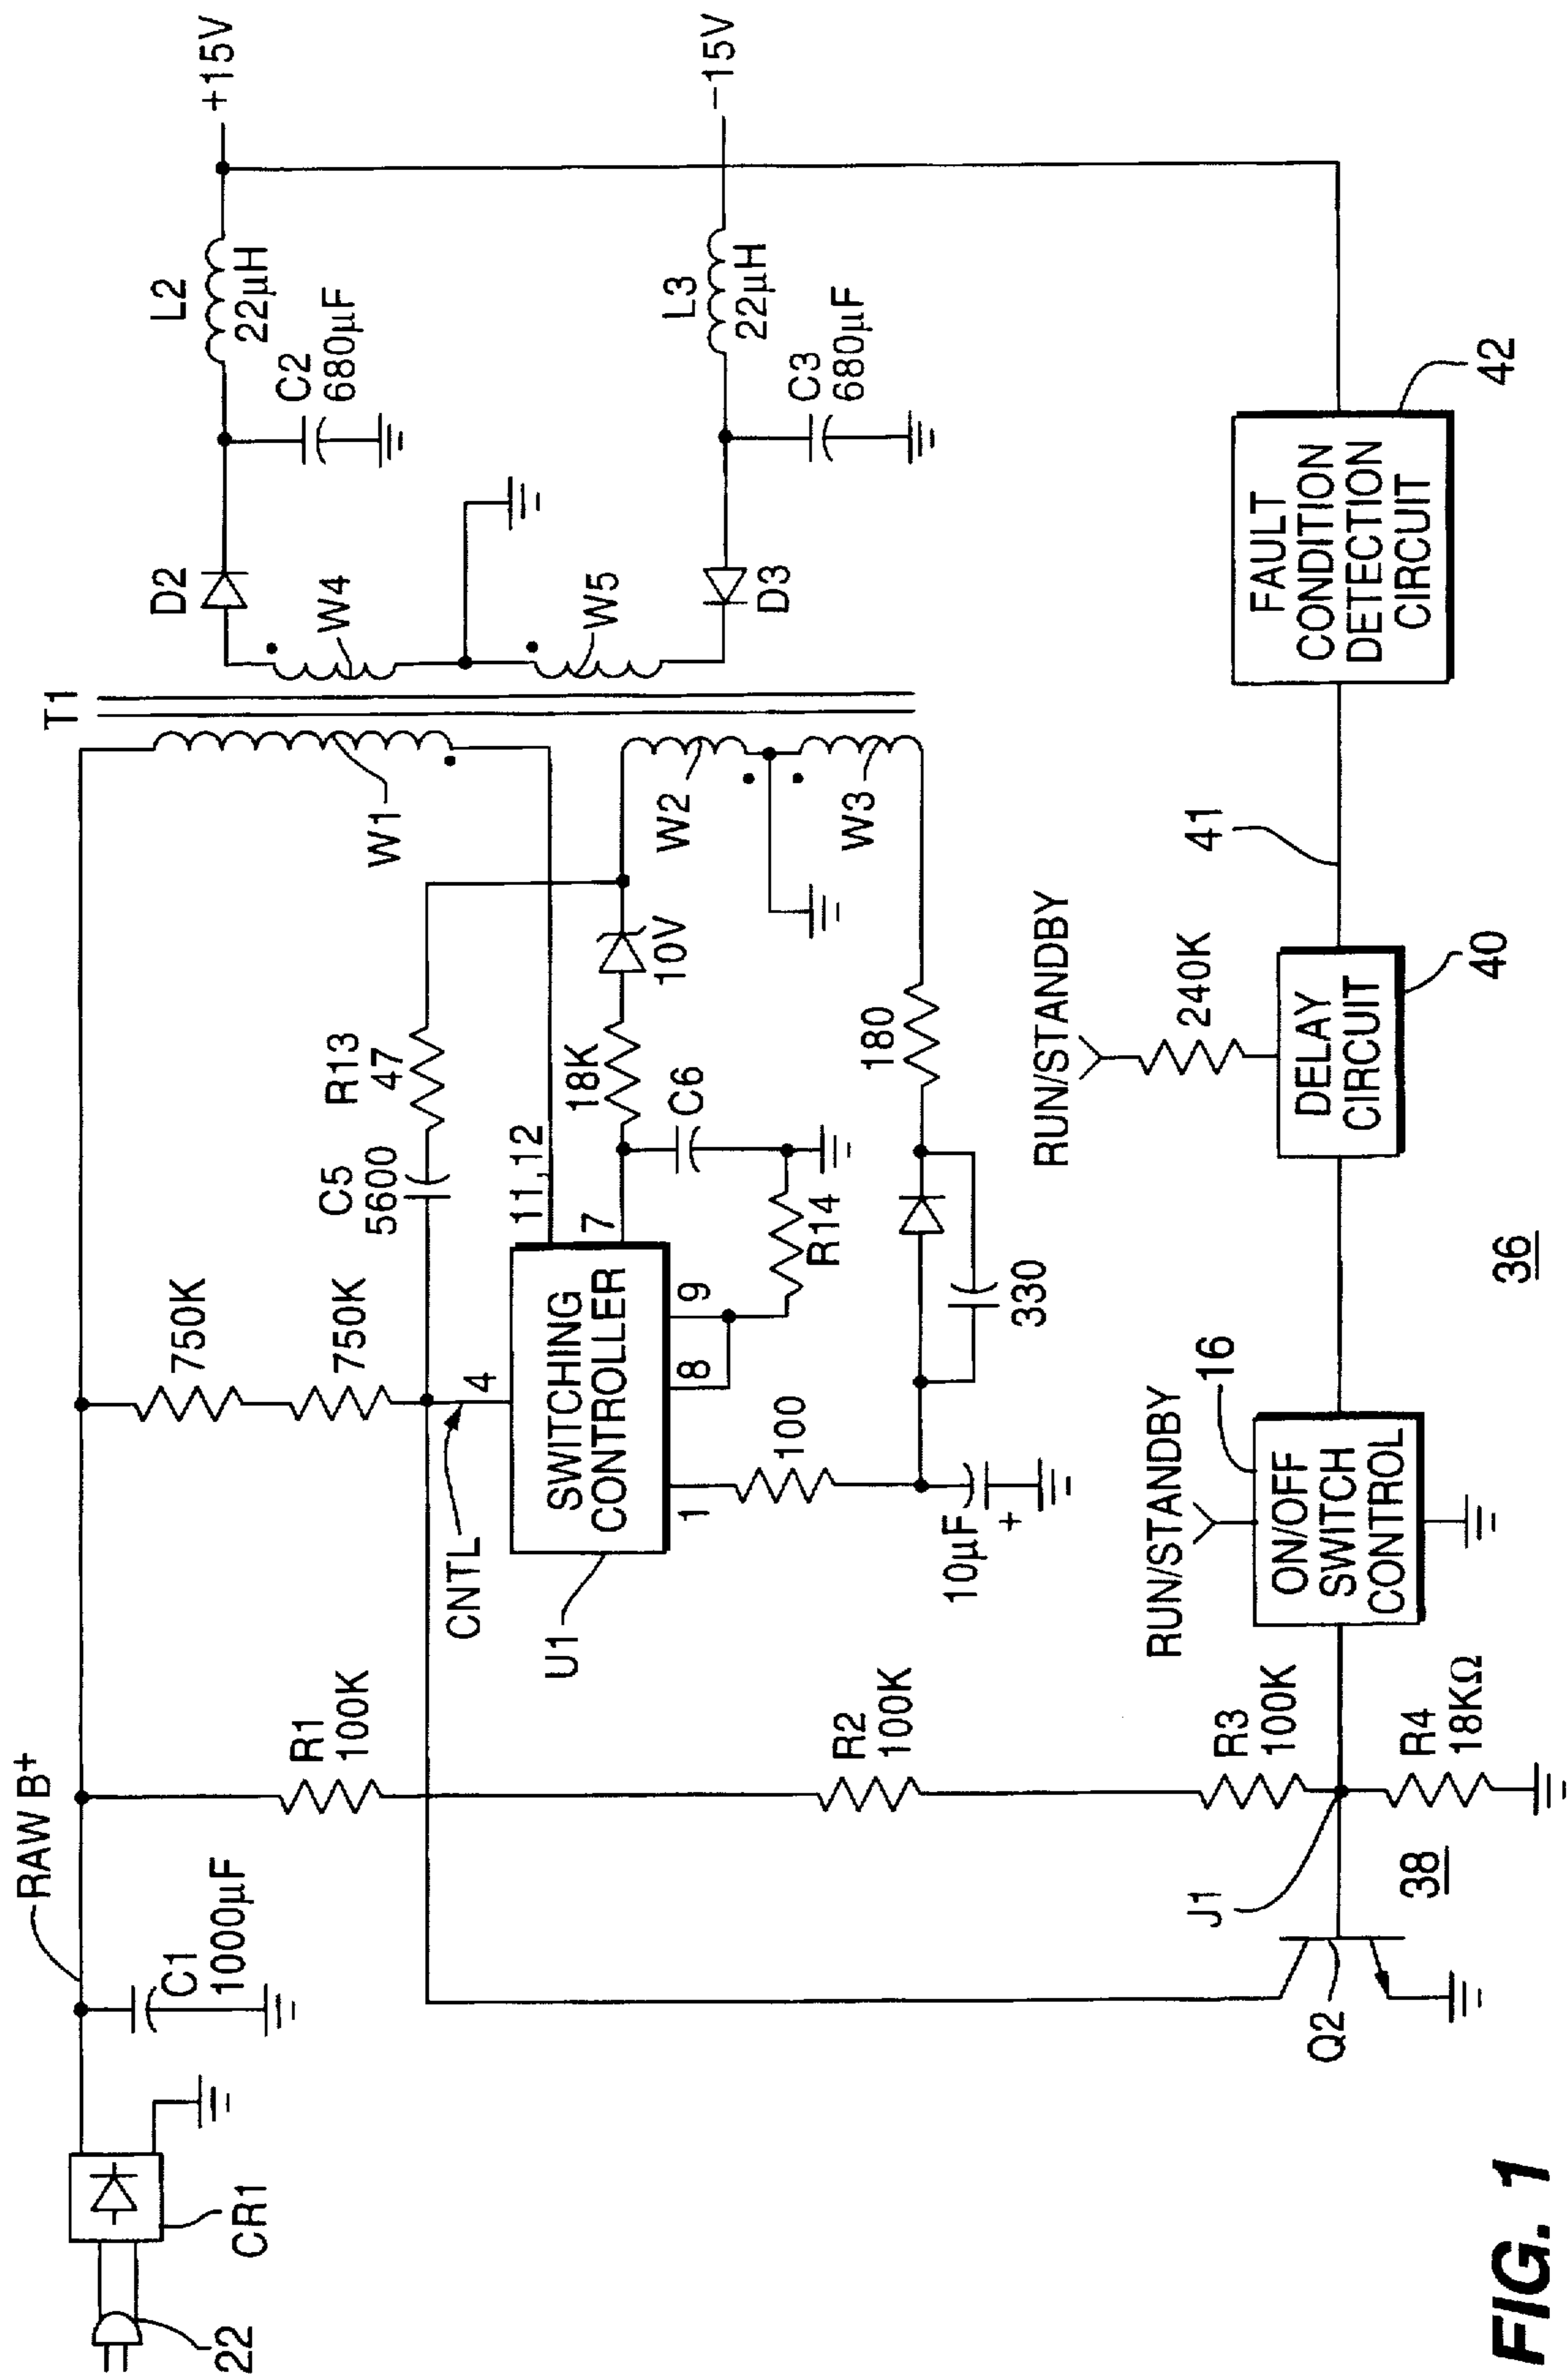 22
CR1
RAW B+
C1
1000µF
R1
100K
750K
750K
CNTL
4
C5
5600
R13
47
T1
W1
D2
W4
L2
22µH
C2
680µF
+15V
U1
SWITCHING
CONTROLLER
11,12
7
18K
10V
C6
8
9
R14
1
100
W2
W3
W5
D3
L3
22µH
C3
680µF
-15V
R2
100K
10µF
+
330
180
RUN/STANDBY
16
ON/OFF
SWITCH
CONTROL
RUN/STANDBY
240K
DELAY
CIRCUIT
40
41
FAULT
CONDITION
DETECTION
CIRCUIT
42
J1
R3
100K
R4
18KΩ
Q2
38
36
FIG. 1